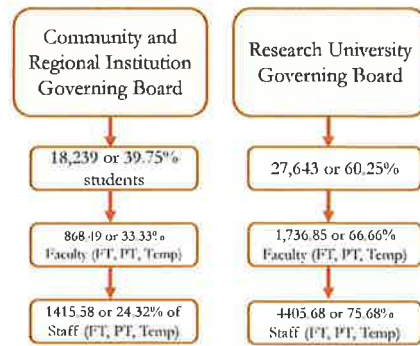 Community and
Regional Institution
Governing Board
18,239 or 39.75%
students
868.49 or 33.33%
Faculty (FT, PT, Temp)
1415.58 or 24.32% of
Staff (FT, PT, Temp)
Research University
Governing Board
27,643 or 60.25%
1,736.85 or 66.66%
Faculty (FT, PT, Temp)
4405.68 or 75.68%
Staff (FT, PT, Temp)